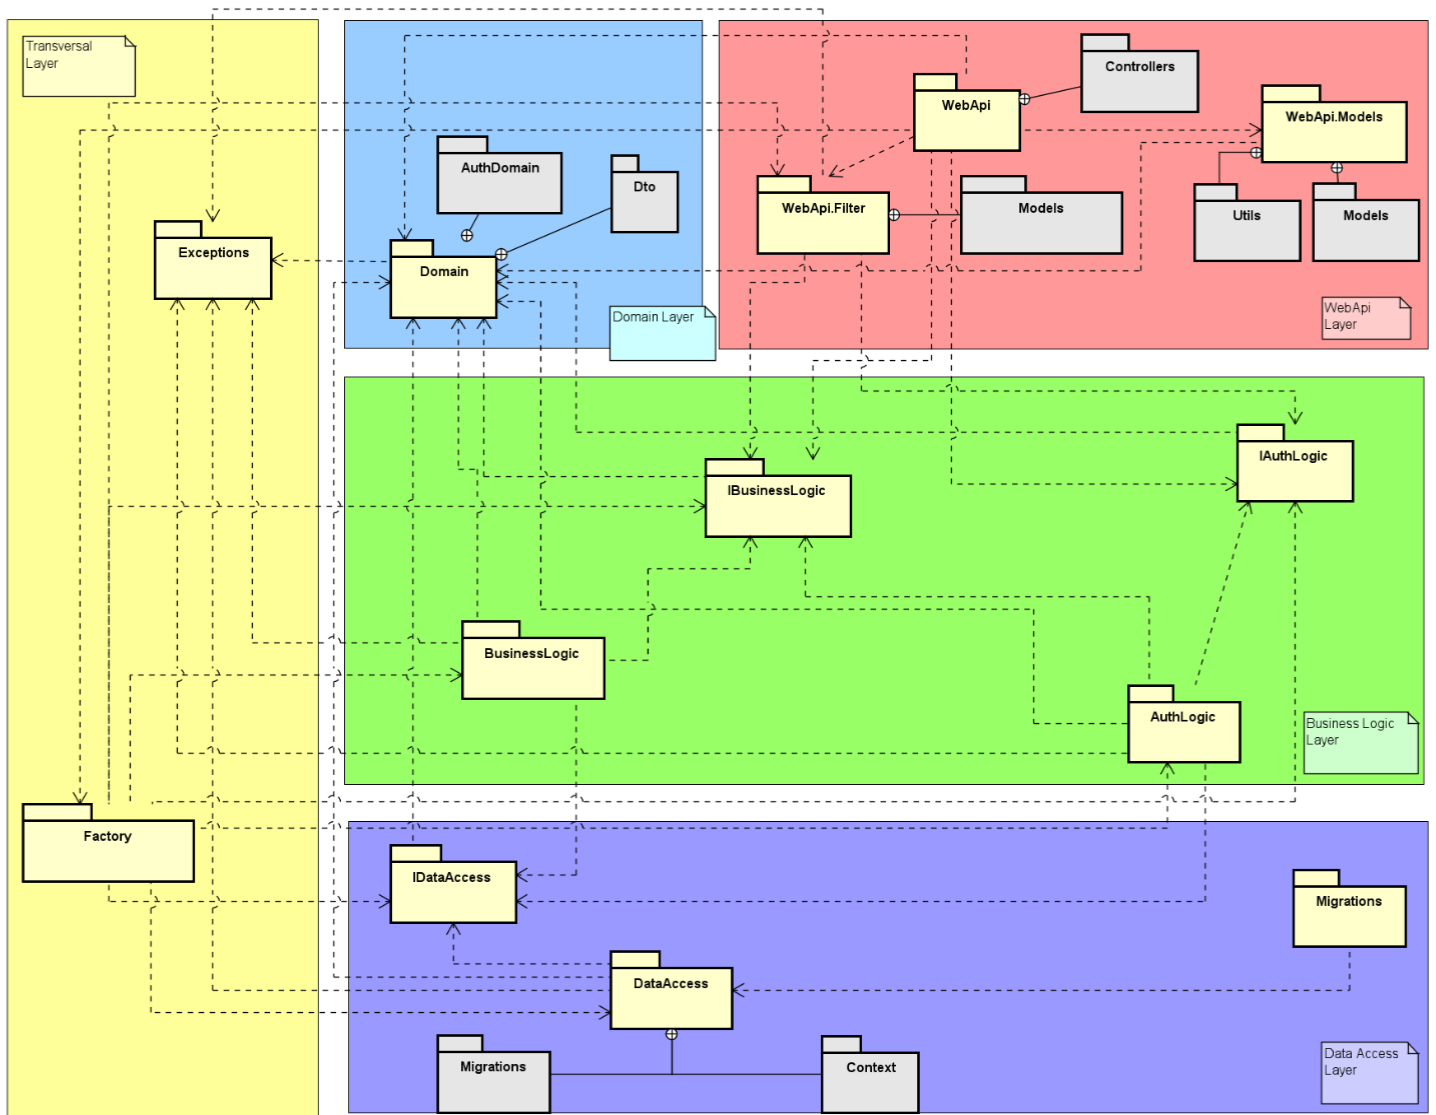 Transversal
Layer
Controllers
WebApi
WebApi.Models
AuthDomain
Dto
WebApi.Filter
Models
Utils
Models
Exceptions
Domain
Domain Layer
WebApi
Layer
IAuthLogic
IBusinessLogic
BusinessLogic
AuthLogic
Business Logic
Layer
Factory
IDataAccess
Migrations
DataAccess
Migrations
Context
Data Access
Layer